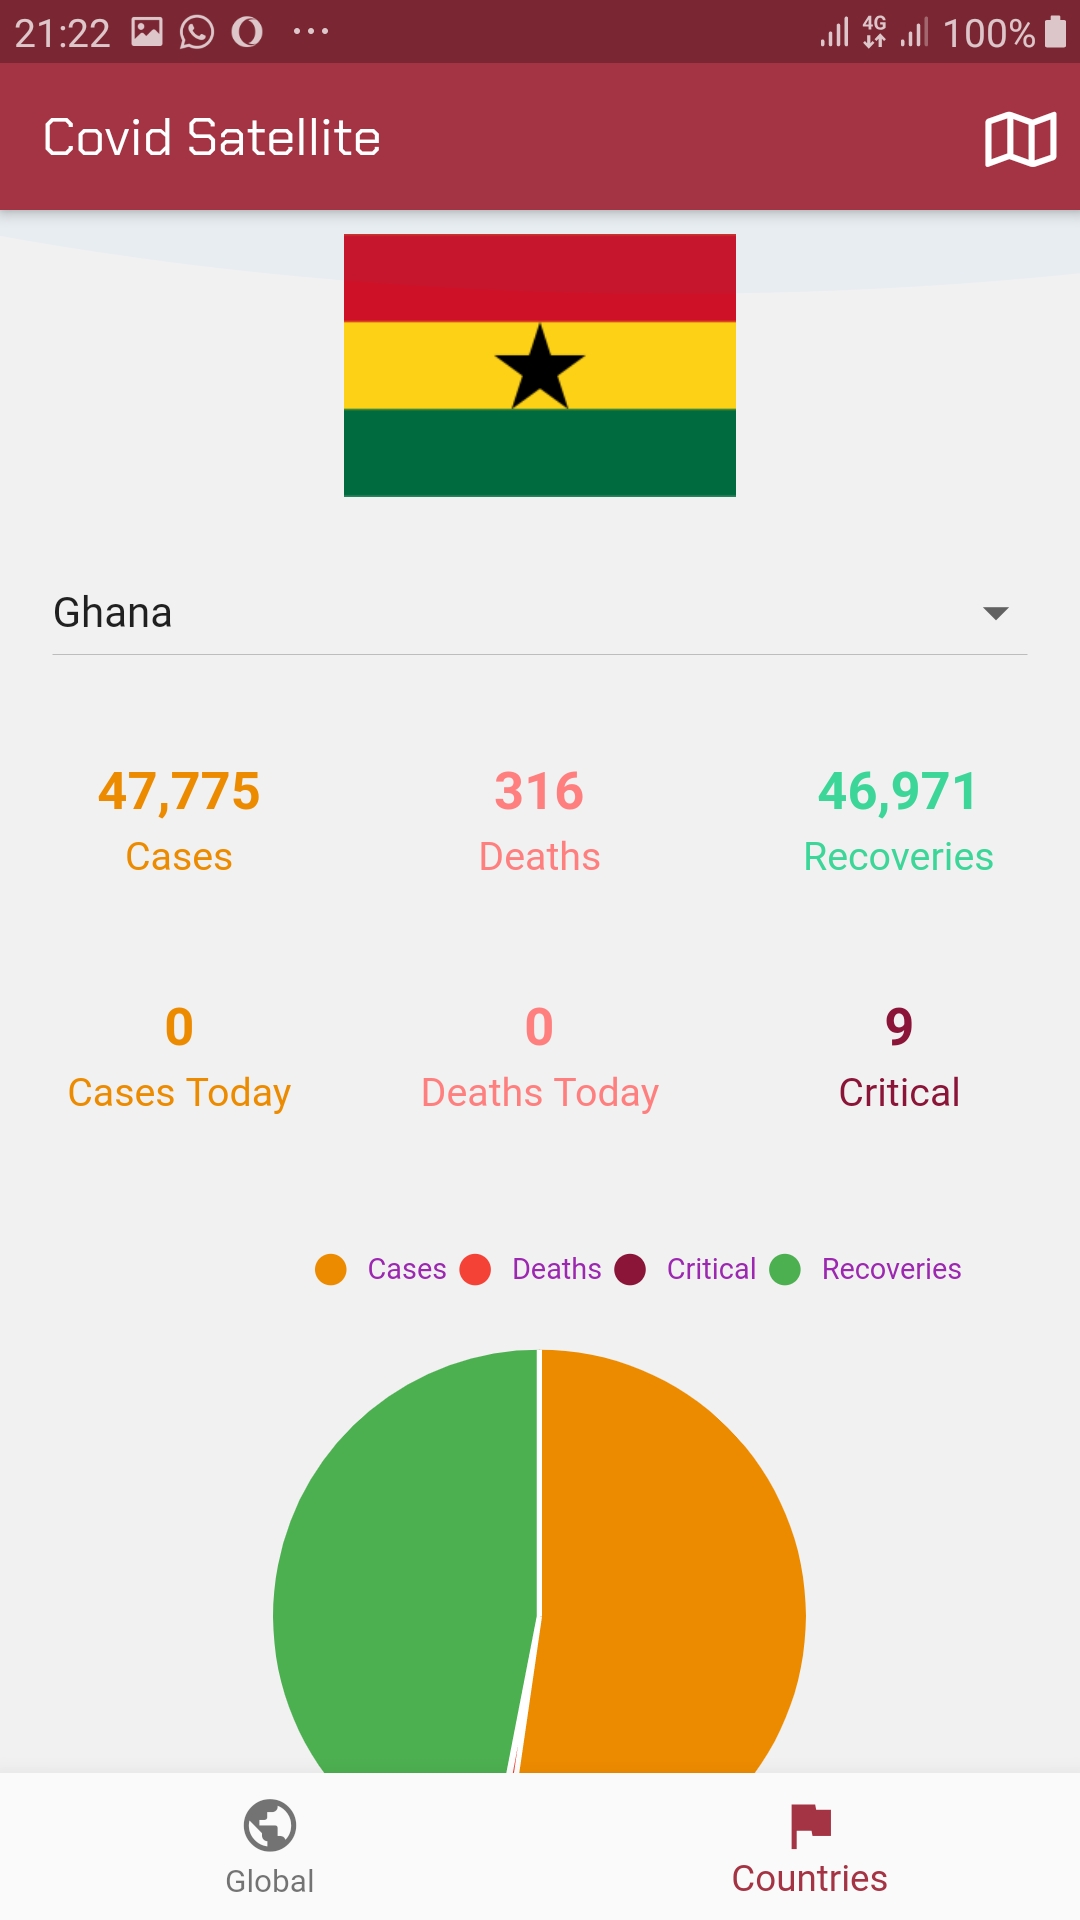 21:22 4G 100%
Covid Satellite
Ghana
47,775 316 46,971
Cases Deaths Recoveries
0 0 9
Cases Today Deaths Today Critical
Cases Deaths Critical Recoveries
Global Countries